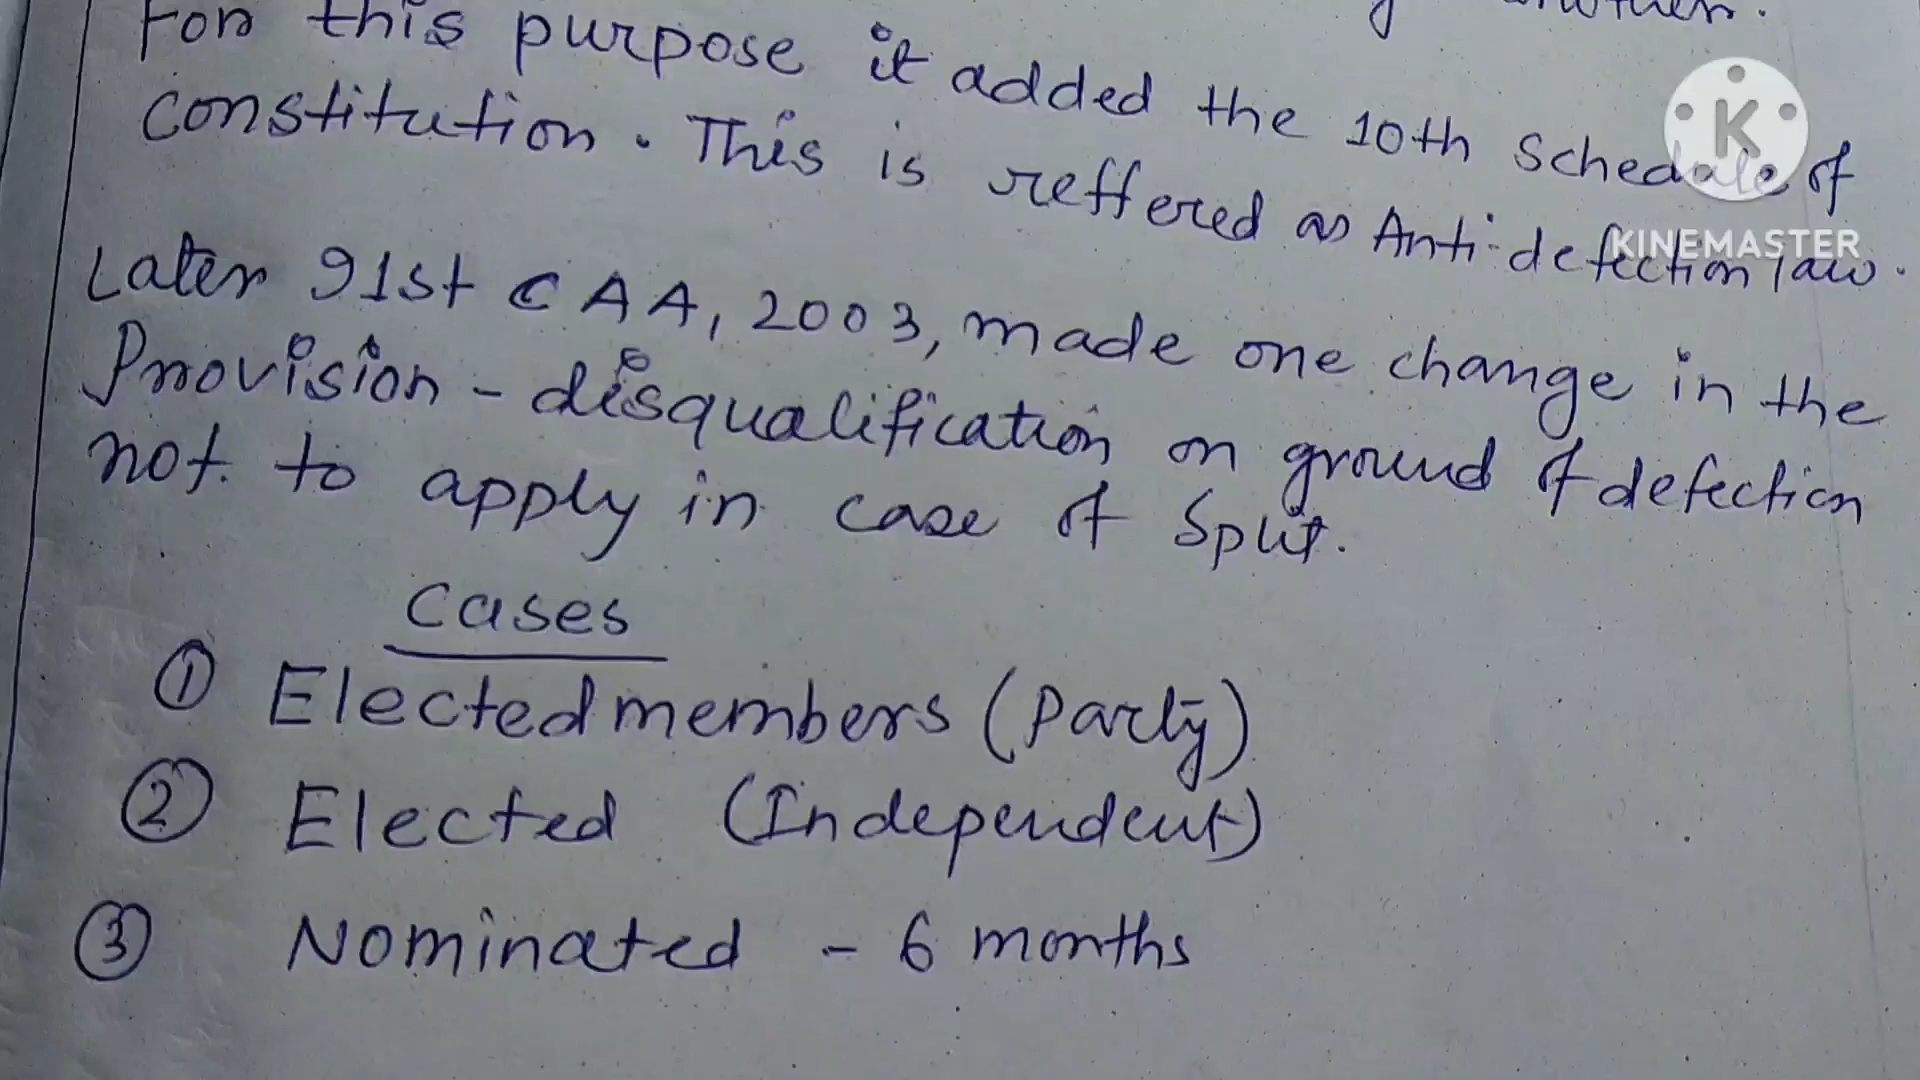 another.
For this purpose it added the 10th Schedule of
constitution. This is reffered as Anti-defection law.
Later 91st CAA, 2003, made one change in the
Provision - disqualification on ground of defection
not to apply in case of Split.
Cases
① Elected members (Party)
② Elected (Independent)
③ Nominated - 6 months
K
KINEMASTER